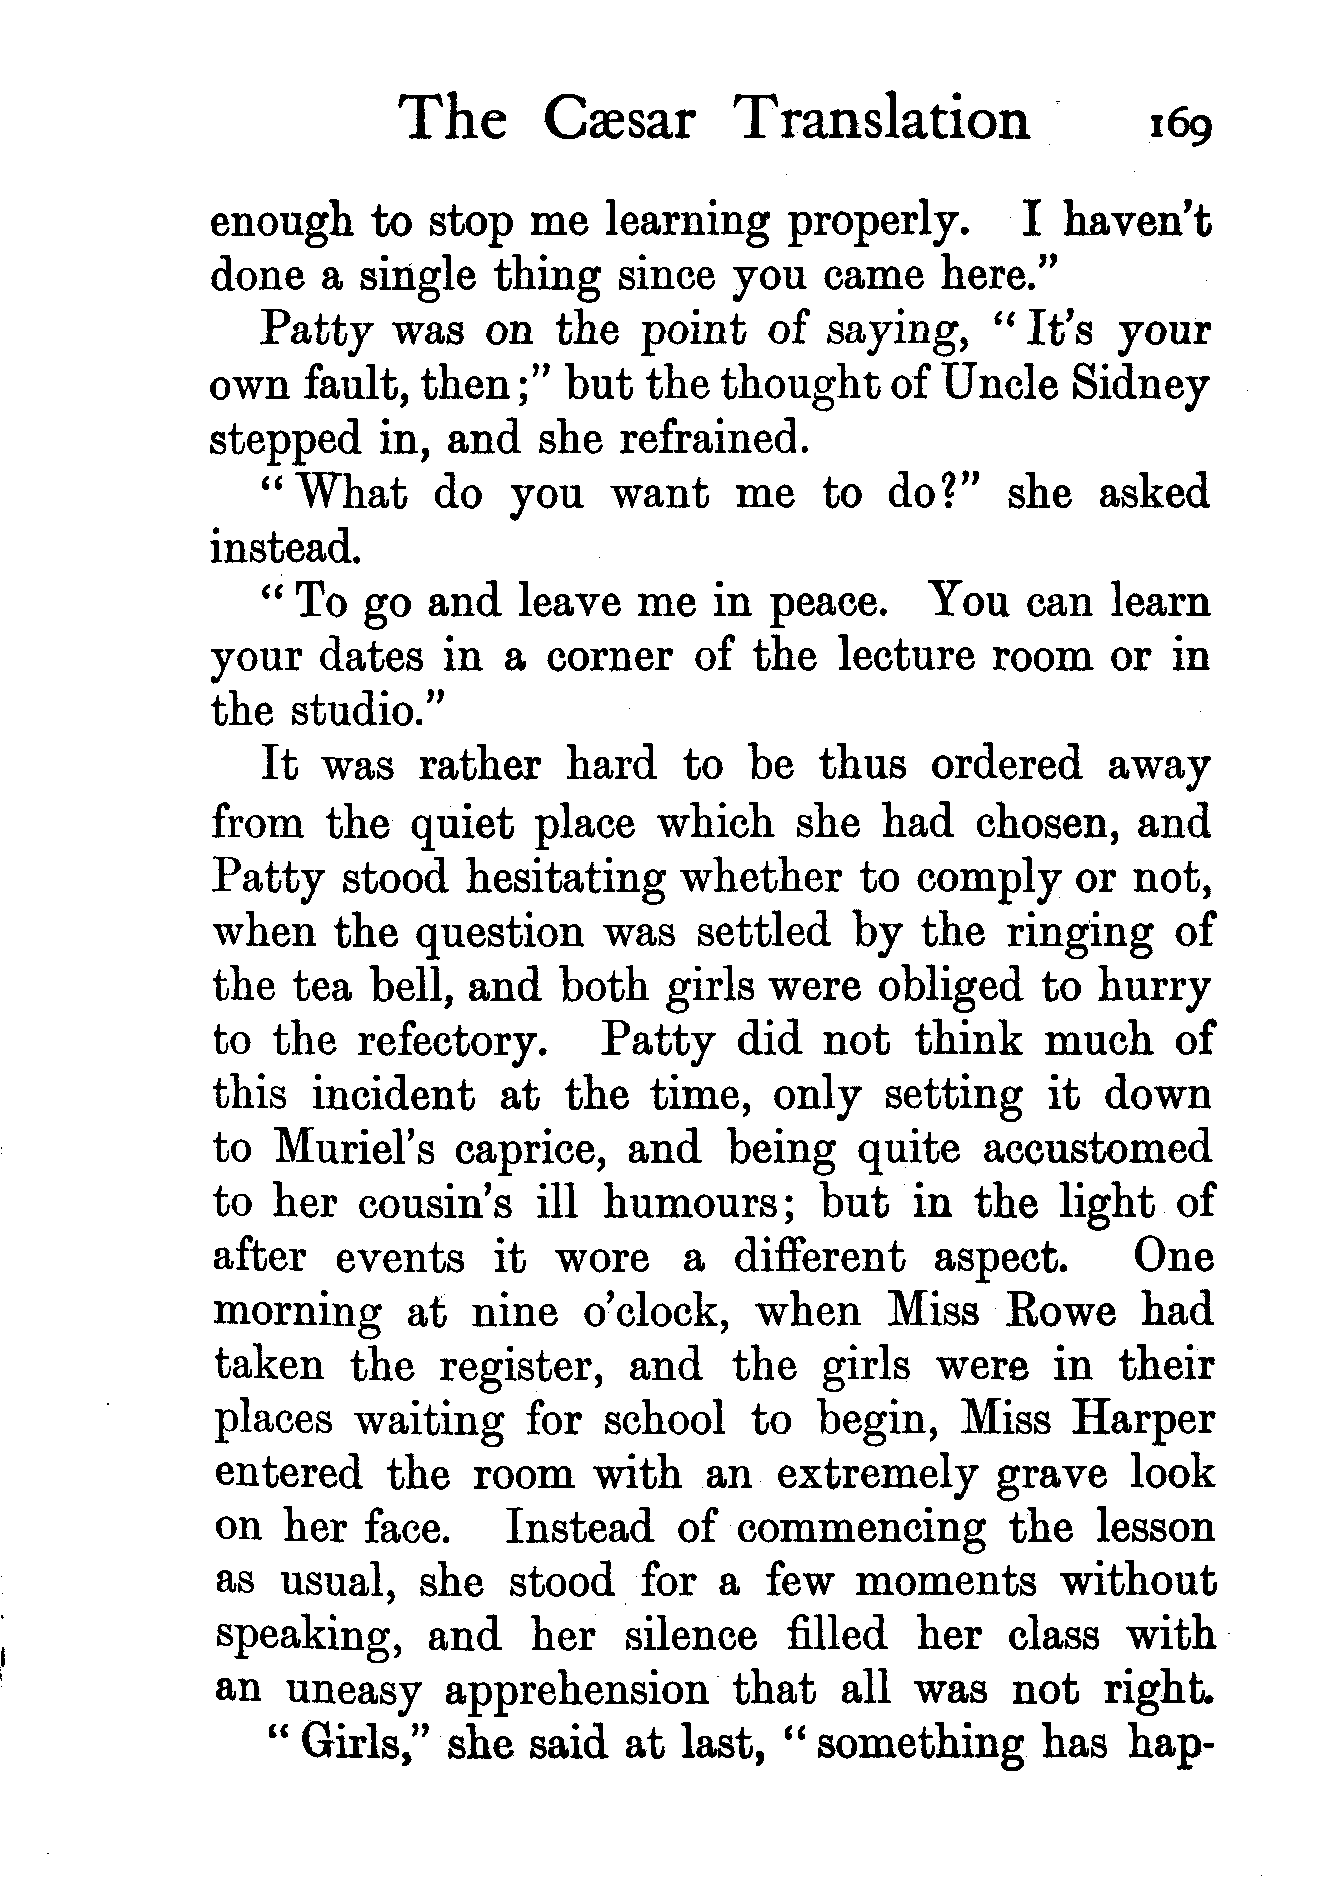 The Cæsar Translation 169
enough to stop me learning properly. I haven't
done a single thing since you came here."
Patty was on the point of saying, "It's your
own fault, then;" but the thought of Uncle Sidney
stepped in, and she refrained.
"What do you want me to do?" she asked
instead.
"To go and leave me in peace. You can learn
your dates in a corner of the lecture room or in
the studio."
It was rather hard to be thus ordered away
from the quiet place which she had chosen, and
Patty stood hesitating whether to comply or not,
when the question was settled by the ringing of
the tea bell, and both girls were obliged to hurry
to the refectory. Patty did not think much of
this incident at the time, only setting it down
to Muriel's caprice, and being quite accustomed
to her cousin's ill humours; but in the light of
after events it wore a different aspect. One
morning at nine o'clock, when Miss Rowe had
taken the register, and the girls were in their
places waiting for school to begin, Miss Harper
entered the room with an extremely grave look
on her face. Instead of commencing the lesson
as usual, she stood for a few moments without
speaking, and her silence filled her class with
an uneasy apprehension that all was not right.
"Girls," she said at last, "something has hap-